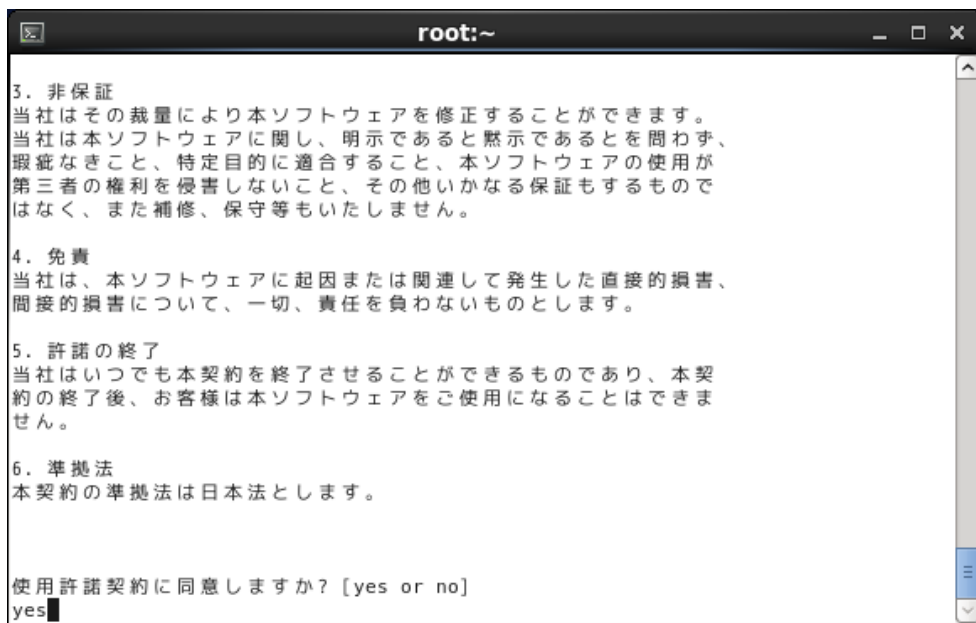 root:~
3. 非保証
当社はその裁量により本ソフトウェアを修正することができます。
当社は本ソフトウェアに関し、明示であると黙示であるとを問わず、
瑕疵なきこと、特定目的に適合すること、本ソフトウェアの使用が
第三者の権利を侵害しないこと、その他いかなる保証もするもので
はなく、また補修、保守等もいたしません。
4. 免責
当社は、本ソフトウェアに起因または関連して発生した直接的損害、
間接的損害について、一切、責任を負わないものとします。
5. 許諾の終了
当社はいつでも本契約を終了させることができるものであり、本契
約の終了後、お客様は本ソフトウェアをご使用になることはできま
せん。
6. 準拠法
本契約の準拠法は日本法とします。
使用許諾契約に同意しますか? [yes or no]
yes